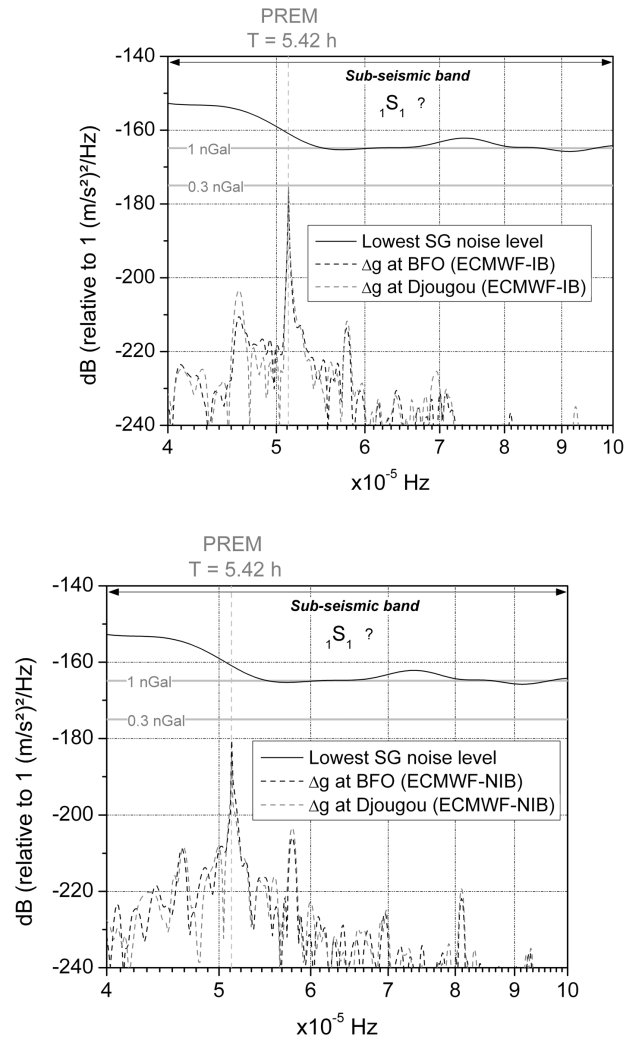 PREM
T = 5.42 h
-140
-160
-180
-200
-220
-240
dB (relative to 1 (m/s²)²/Hz)
Sub-seismic band
₁S₁ ?
1 nGal
0.3 nGal
Lowest SG noise level
Δg at BFO (ECMWF-IB)
Δg at Djougou (ECMWF-IB)
4 5 6 7 8 9 10
x10⁻⁵ Hz
PREM
T = 5.42 h
-140
-160
-180
-200
-220
-240
dB (relative to 1 (m/s²)²/Hz)
Sub-seismic band
₁S₁ ?
1 nGal
0.3 nGal
Lowest SG noise level
Δg at BFO (ECMWF-NIB)
Δg at Djougou (ECMWF-NIB)
4 5 6 7 8 9 10
x10⁻⁵ Hz